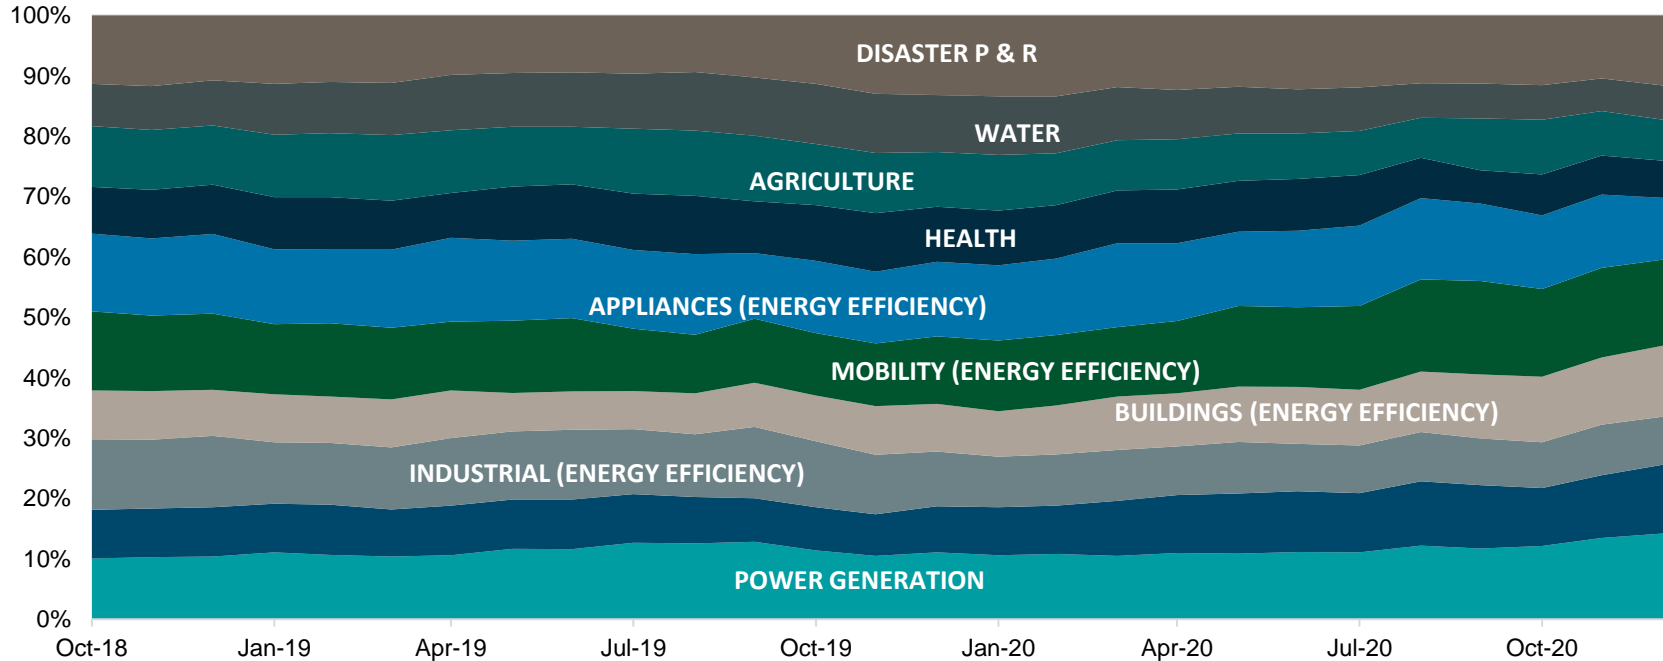 100%
90%
80%
70%
60%
50%
40%
30%
20%
10%
0%
DISASTER P & R
WATER
AGRICULTURE
HEALTH
APPLIANCES (ENERGY EFFICIENCY)
MOBILITY (ENERGY EFFICIENCY)
BUILDINGS (ENERGY EFFICIENCY)
INDUSTRIAL (ENERGY EFFICIENCY)
POWER GENERATION
Oct-18 Jan-19 Apr-19 Jul-19 Oct-19 Jan-20 Apr-20 Jul-20 Oct-20